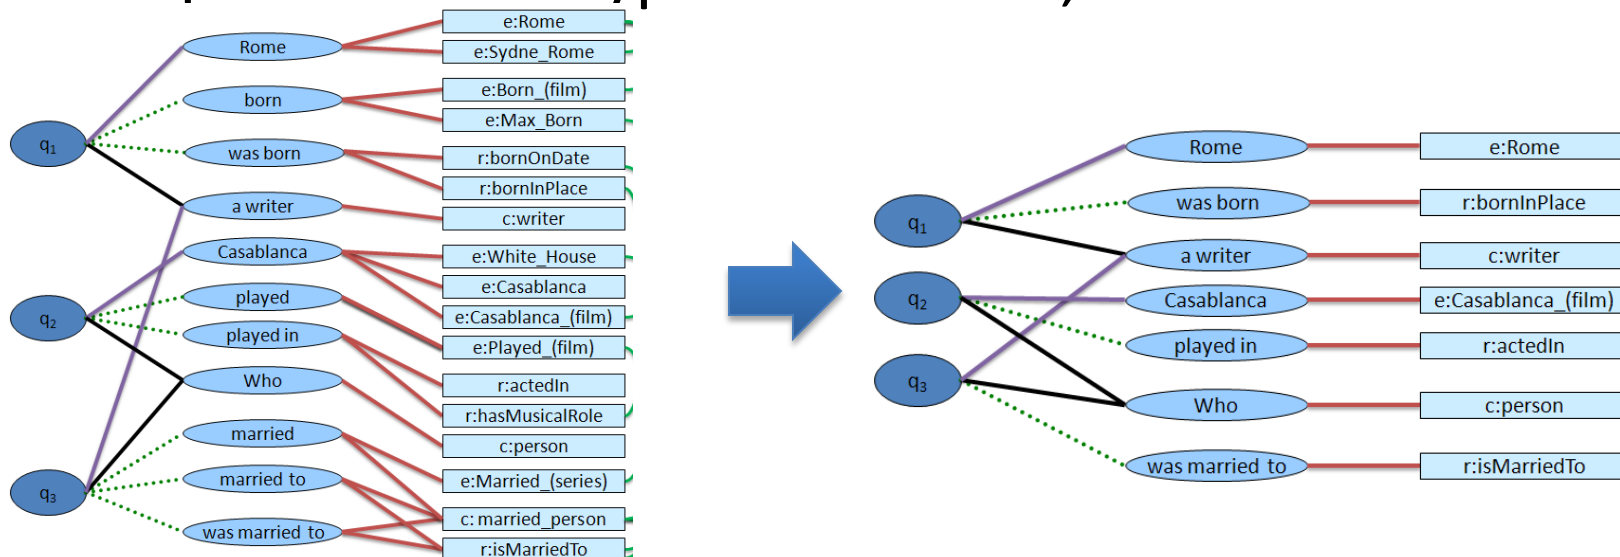 Rome
born
q1
was born
a writer
Casablanca
played
q2
played in
Who
married
married to
q3
was married to
e:Rome
e:Sydne_Rome
e:Born_(film)
e:Max_Born
r:bornOnDate
r:bornInPlace
c:writer
e:White_House
e:Casablanca
e:Casablanca_(film)
e:Played_(film)
r:actedIn
r:hasMusicalRole
c:person
e:Married_(series)
c: married_person
r:isMarriedTo
q1
q2
q3
Rome
was born
a writer
Casablanca
played in
Who
was married to
e:Rome
r:bornInPlace
c:writer
e:Casablanca_(film)
r:actedIn
c:person
r:isMarriedTo